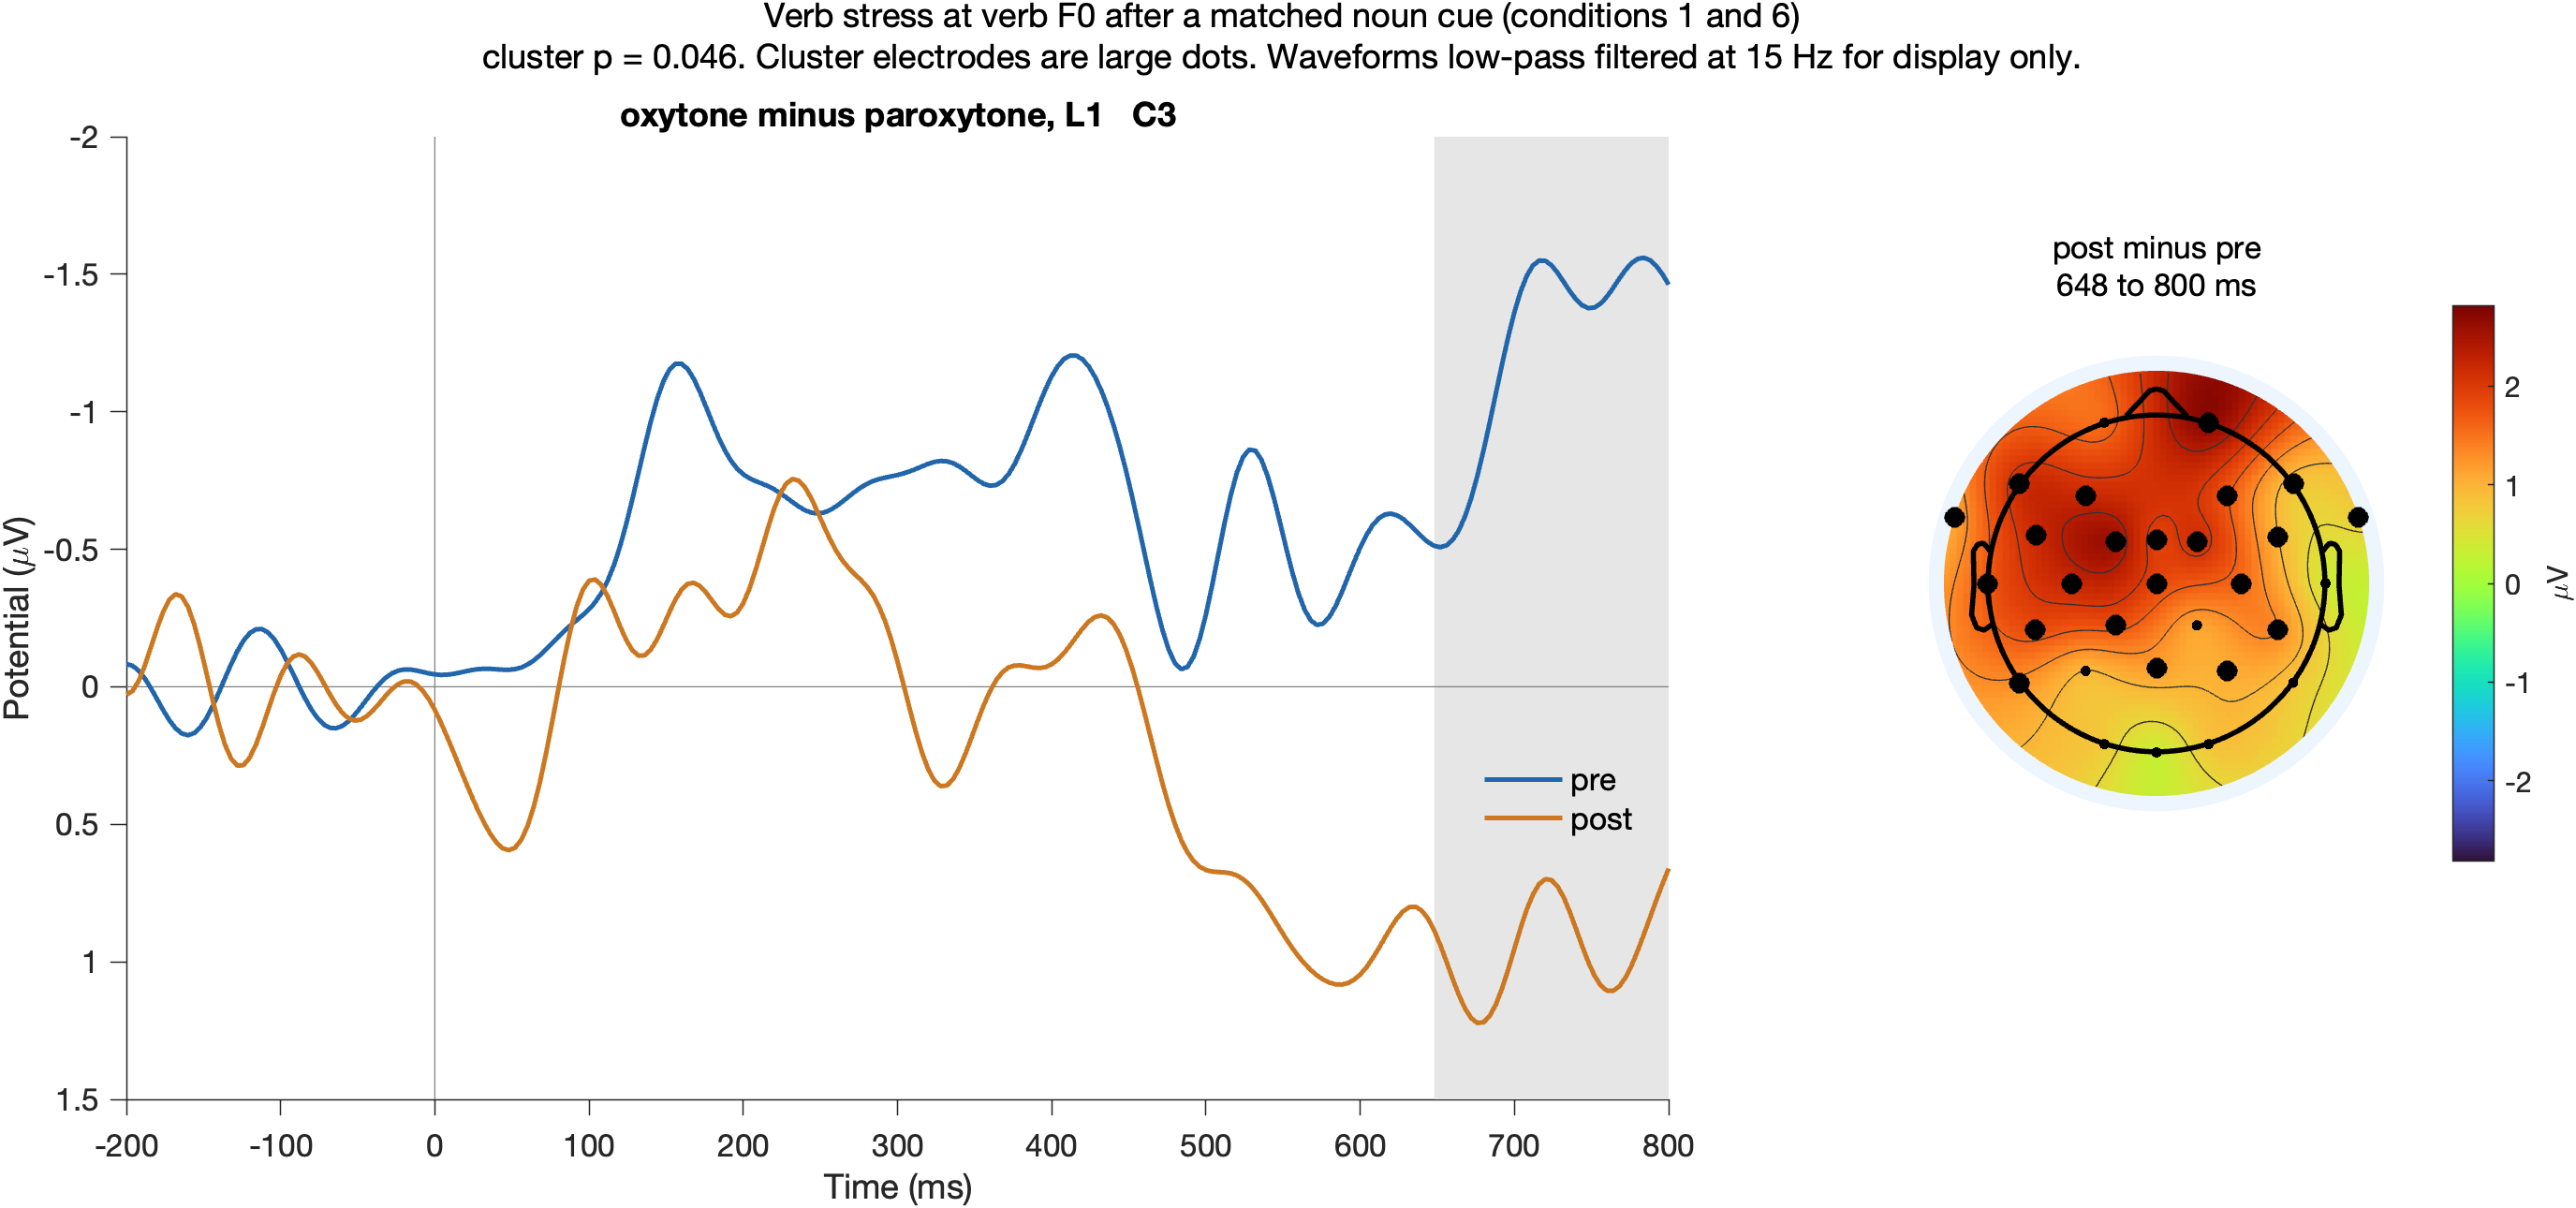 Verb stress at verb F0 after a matched noun cue (conditions 1 and 6)
cluster p = 0.046. Cluster electrodes are large dots. Waveforms low-pass filtered at 15 Hz for display only.
oxytone minus paroxytone, L1 C3
-2
-1.5
-1
-0.5
0
0.5
1
1.5
Potential (μV)
-200 -100 0 100 200 300 400 500 600 700 800
Time (ms)
pre
post
post minus pre
648 to 800 ms
2
1
0
-1
-2
μV